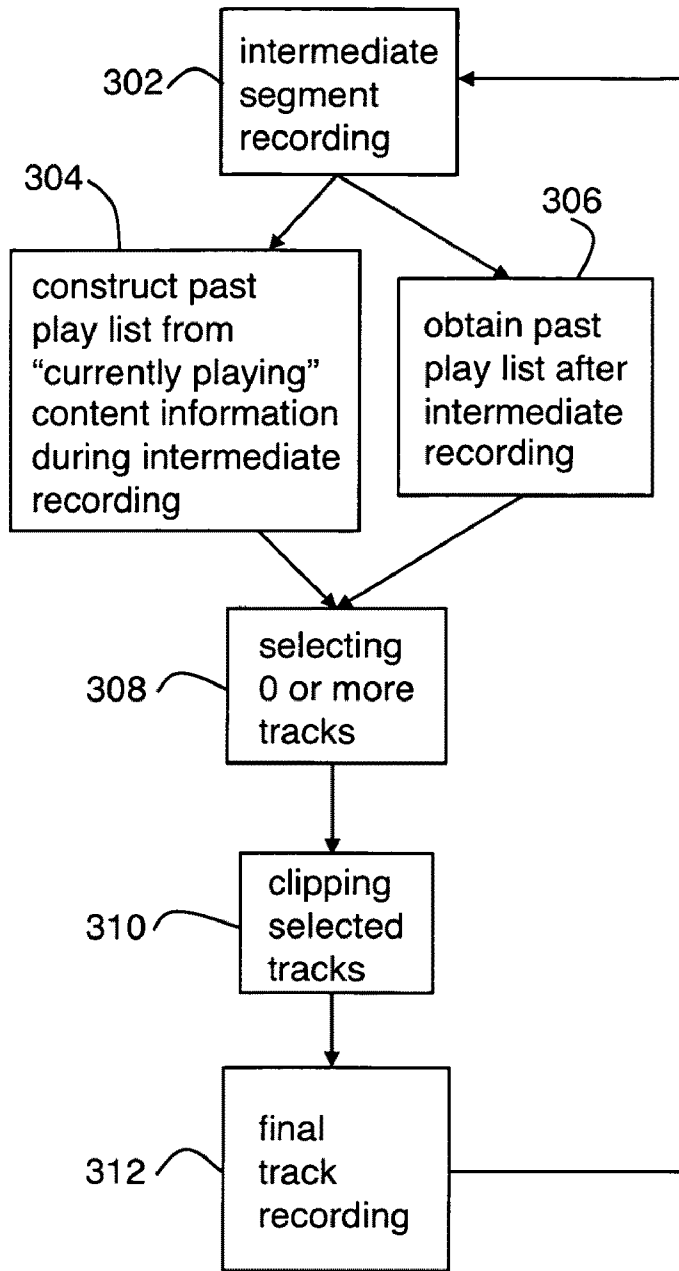 302
intermediate
segment
recording
304
construct past
play list from
“currently playing”
content information
during intermediate
recording
306
obtain past
play list after
intermediate
recording
308
selecting
0 or more
tracks
310
clipping
selected
tracks
312
final
track
recording